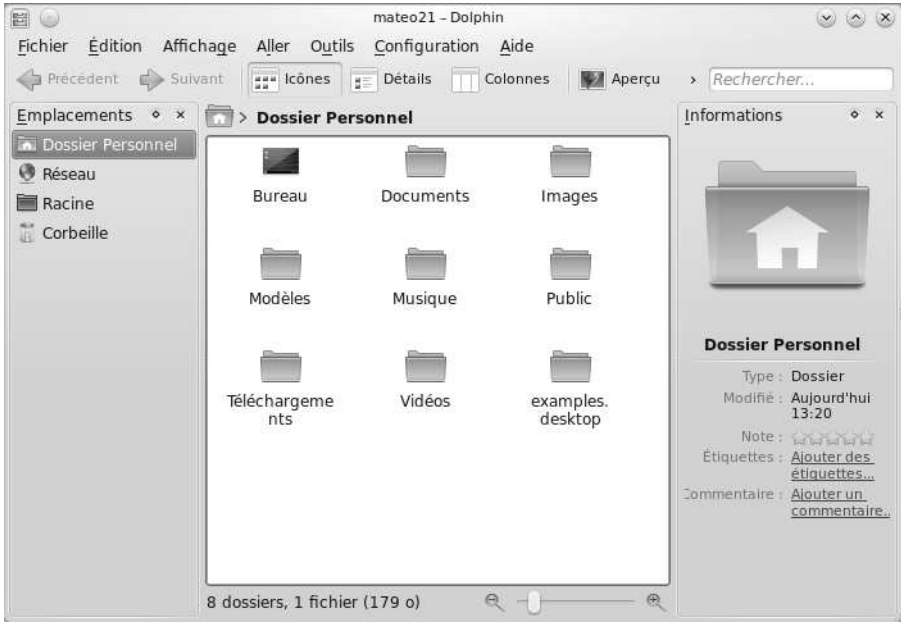 mateo21 – Dolphin
Fichier Édition Affichage Aller Outils Configuration Aide
Précédent Suivant Icônes Détails Colonnes Aperçu > Rechercher...
Emplacements
Dossier Personnel
Réseau
Racine
Corbeille
> Dossier Personnel
Bureau Documents Images
Modèles Musique Public
Téléchargeme
nts
Vidéos
examples.
desktop
8 dossiers, 1 fichier (179 o)
Informations
Dossier Personnel
Type : Dossier
Modifié : Aujourd'hui
13:20
Note :
Étiquettes : Ajouter des
étiquettes...
Commentaire : Ajouter un
commentaire..